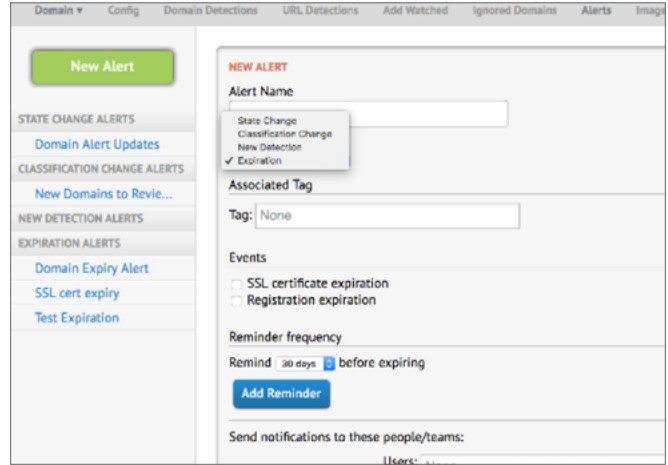 Domain ▾ Config Domain Detections URL Detections Add Watched Ignored Domains Alerts Image
New Alert
STATE CHANGE ALERTS
Domain Alert Updates
CLASSIFICATION CHANGE ALERTS
New Domains to Revie...
NEW DETECTION ALERTS
EXPIRATION ALERTS
Domain Expiry Alert
SSL cert expiry
Test Expiration
NEW ALERT
Alert Name
State Change
Classification Change
New Detection
✓ Expiration
Associated Tag
Tag: None
Events
SSL certificate expiration
Registration expiration
Reminder frequency
Remind 30 days before expiring
Add Reminder
Send notifications to these people/teams:
Users: